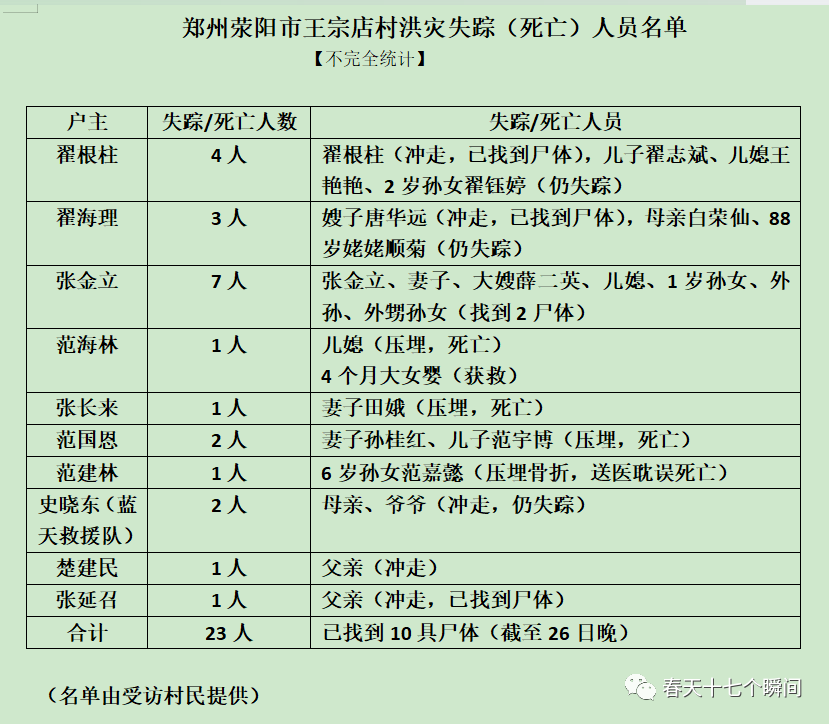 郑州荥阳市王宗店村洪灾失踪（死亡）人员名单
【不完全统计】
户主 失踪/死亡人数 失踪/死亡人员
翟根柱 4人 翟根柱（冲走，已找到尸体），儿子翟志斌、儿媳王
艳艳、2岁孙女翟钰婷（仍失踪）
翟海理 3人 嫂子唐华远（冲走，已找到尸体），母亲白荣仙、88
岁姥姥顺菊（仍失踪）
张金立 7人 张金立、妻子、大嫂薛二英、儿媳、1岁孙女、外
孙、外甥孙女（找到2尸体）
范海林 1人 儿媳（压埋，死亡）
4个月大女婴（获救）
张长来 1人 妻子田娥（压埋，死亡）
范国恩 2人 妻子孙桂红、儿子范宇博（压埋，死亡）
范建林 1人 6岁孙女范嘉懿（压埋骨折，送医耽误死亡）
史晓东（蓝 2人 母亲、爷爷（冲走，仍失踪）
天救援队）
楚建民 1人 父亲（冲走）
张延召 1人 父亲（冲走，已找到尸体）
合计 23人 已找到10具尸体（截至26日晚）
（名单由受访村民提供）
春天十七个瞬间